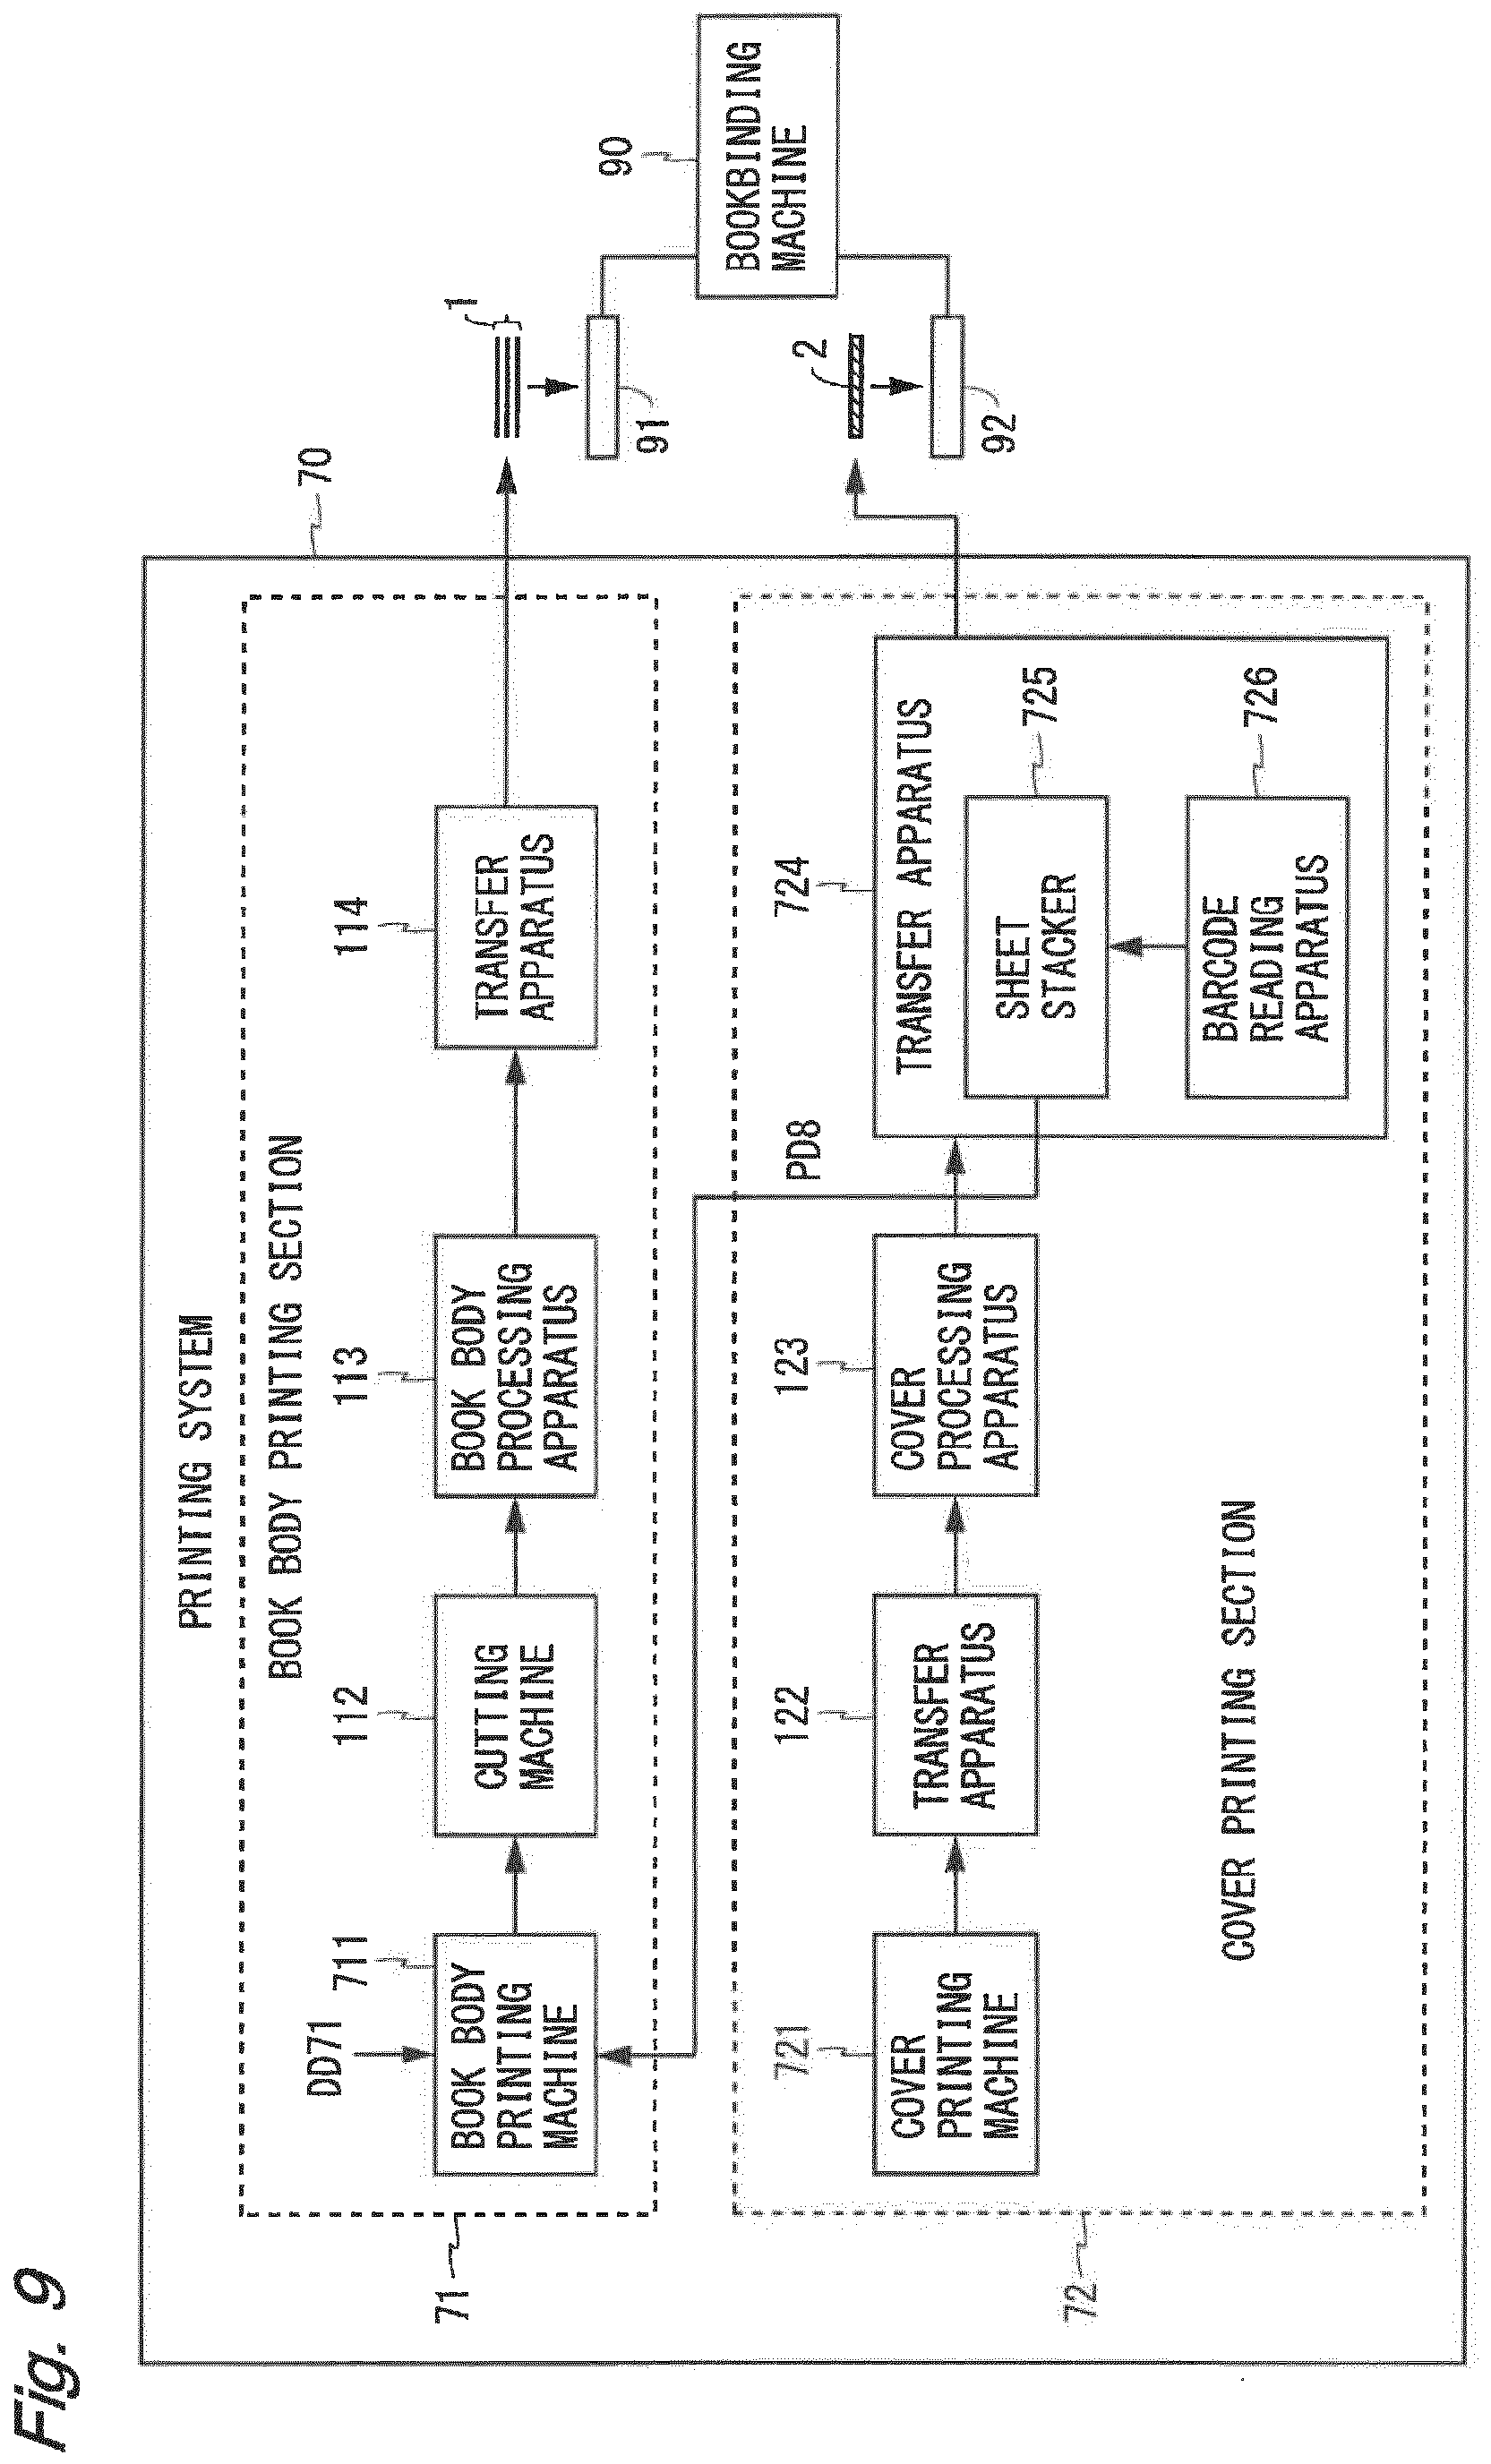 Fig. 9
PRINTING SYSTEM
70
BOOK BODY PRINTING SECTION
71
DD71
711
BOOK BODY
PRINTING
MACHINE
112
CUTTING
MACHINE
113
BOOK BODY
PROCESSING
APPARATUS
114
TRANSFER
APPARATUS
1
91
90
BOOKBINDING
MACHINE
PD8
72
721
COVER
PRINTING
MACHINE
122
TRANSFER
APPARATUS
123
COVER
PROCESSING
APPARATUS
724
TRANSFER APPARATUS
725
SHEET
STACKER
726
BARCODE
READING
APPARATUS
2
92
COVER PRINTING SECTION